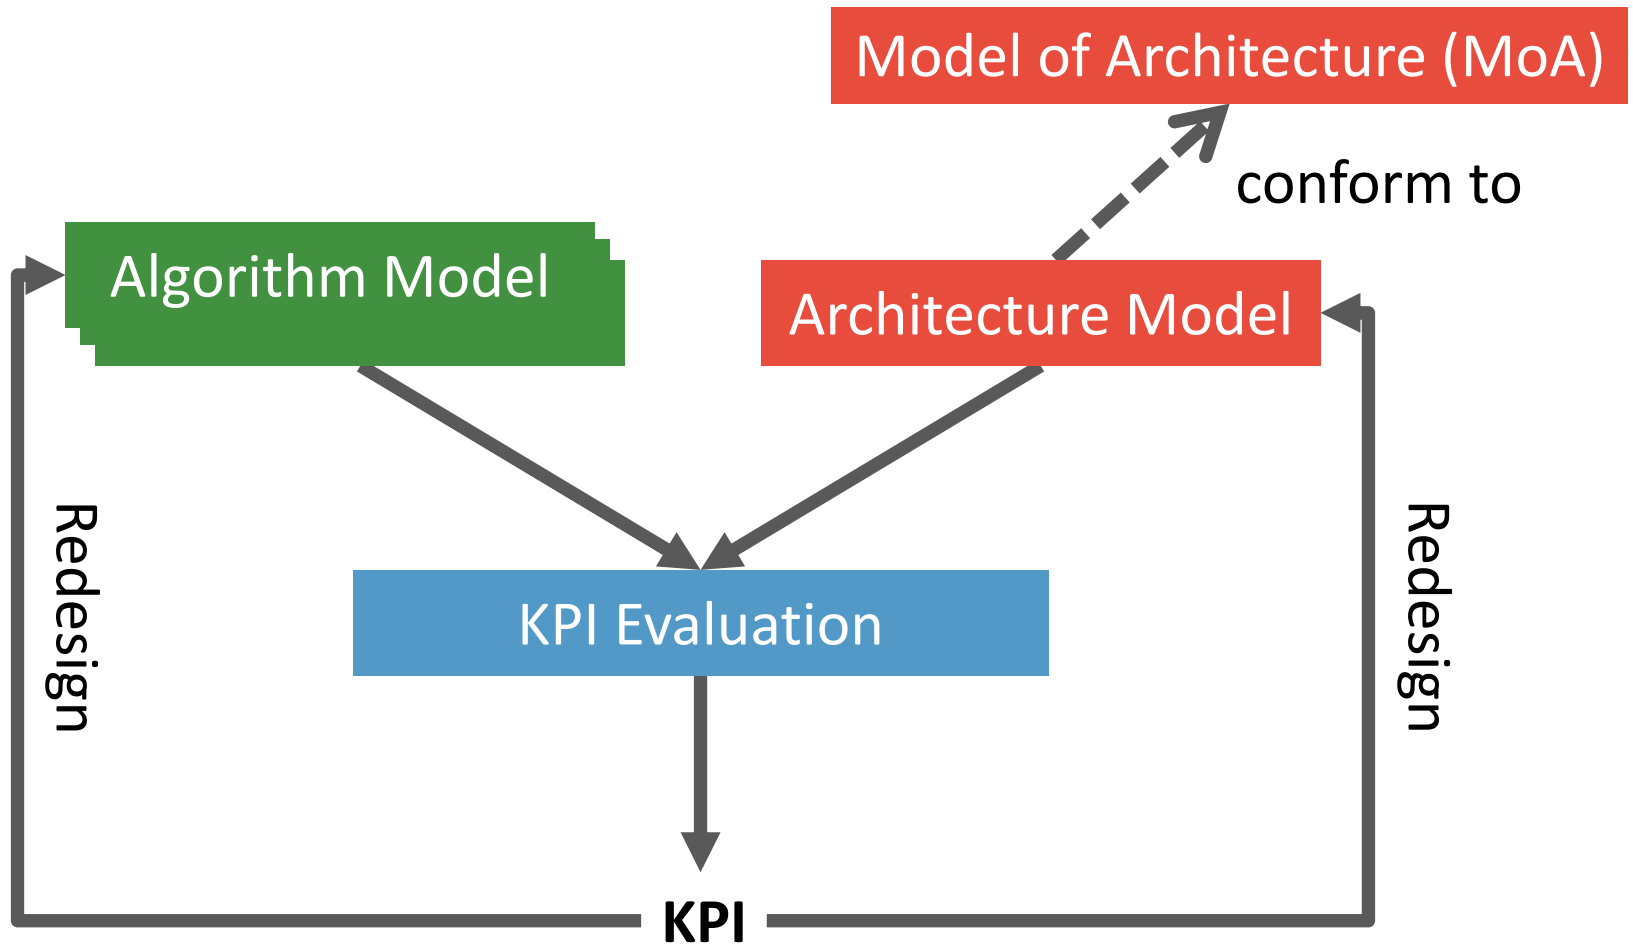 Model of Architecture (MoA)
conform to
Algorithm Model
Architecture Model
Redesign
Redesign
KPI Evaluation
KPI